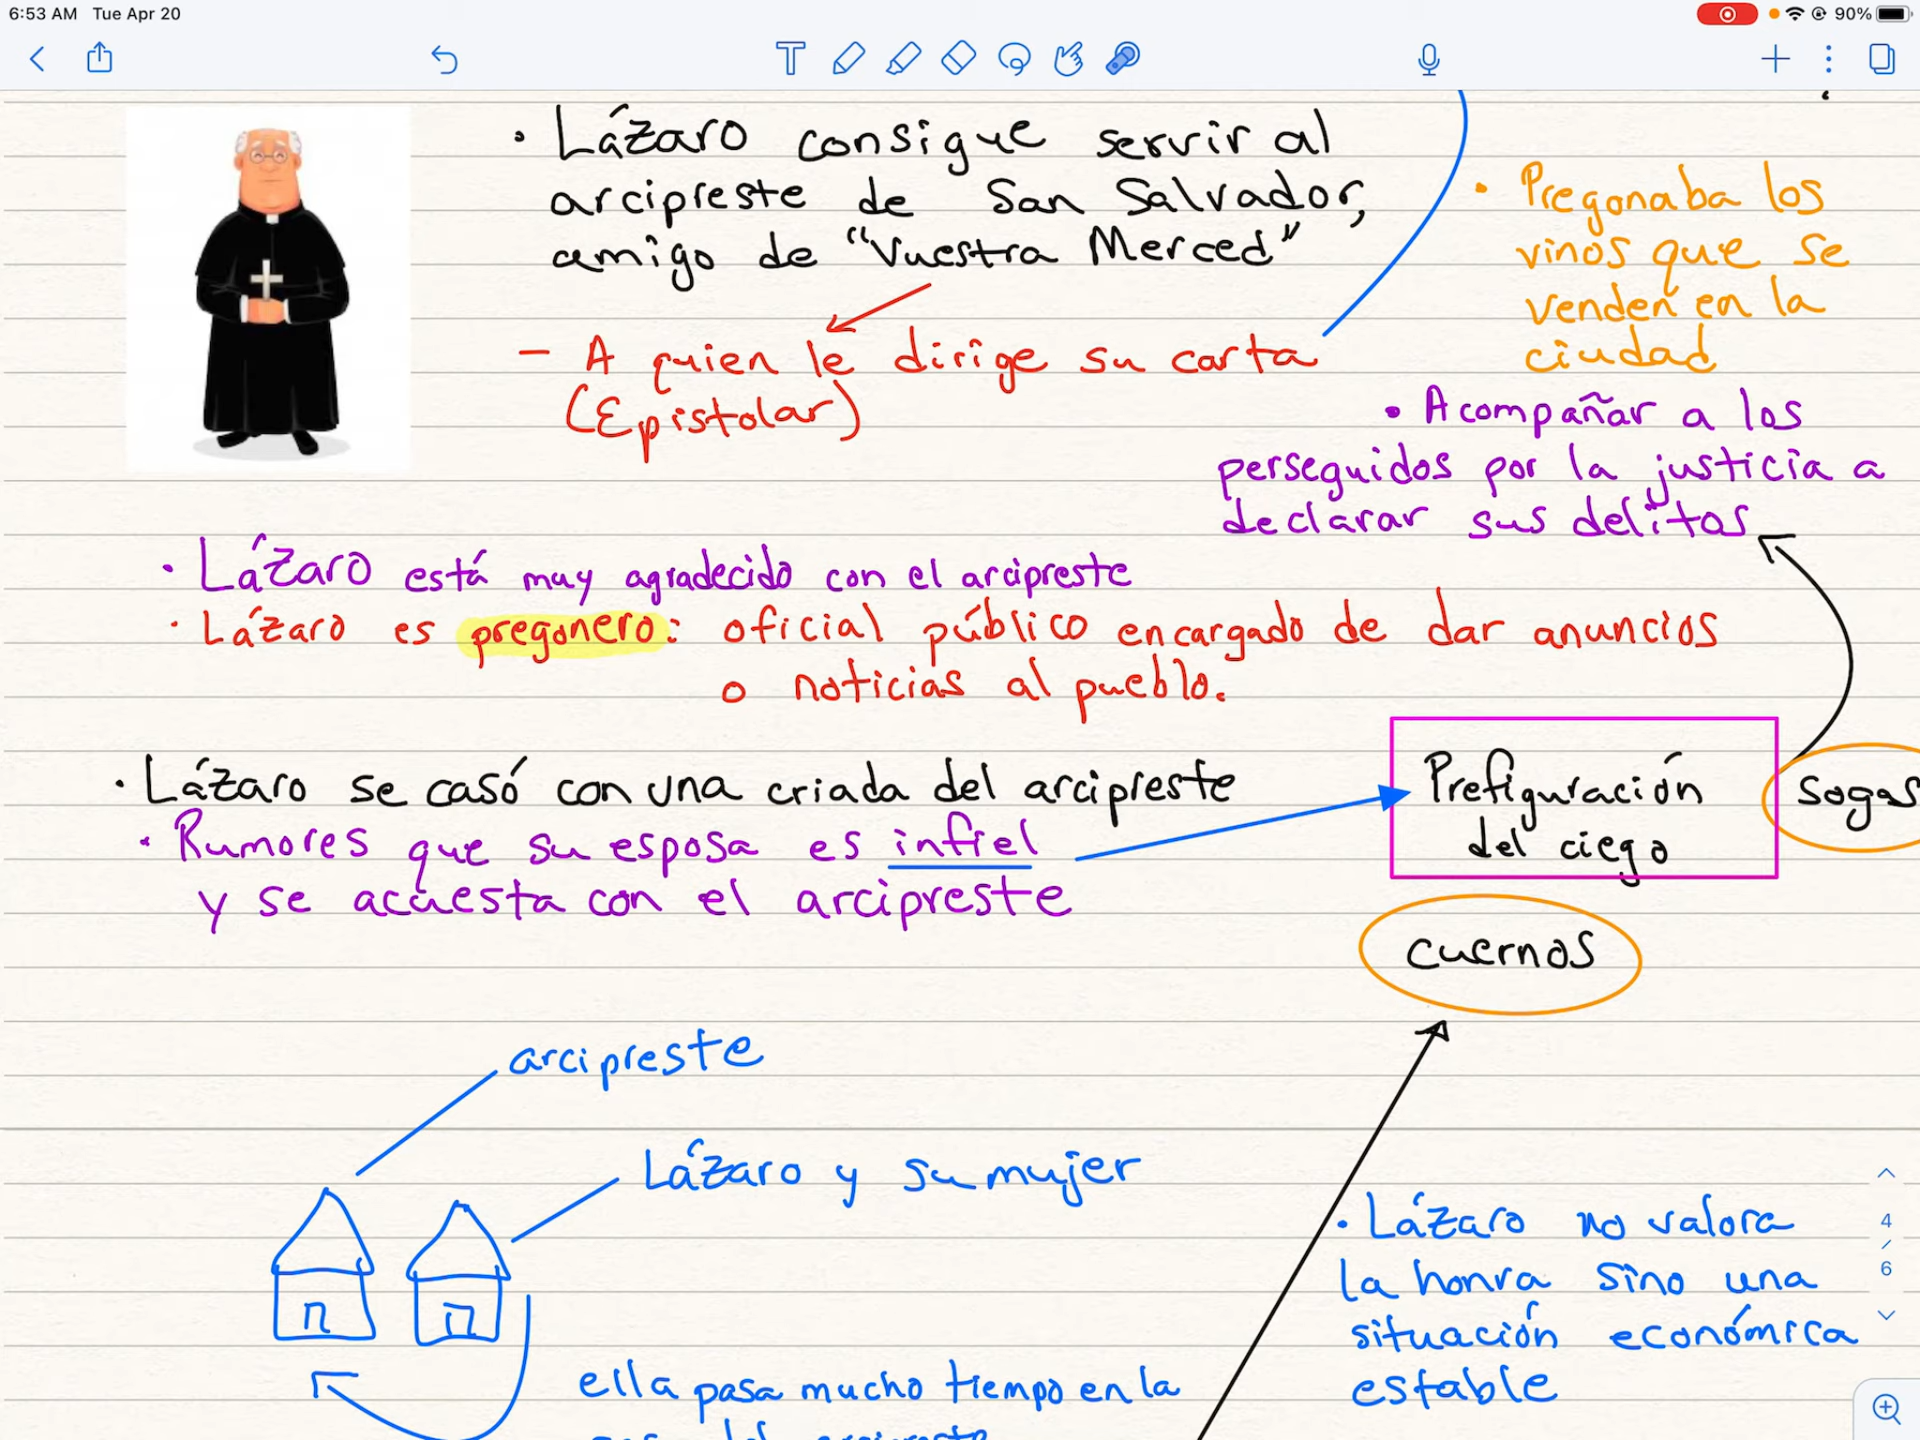 6:53 AM Tue Apr 20
90%
• Lázaro consigue servir al
arcipreste de San Salvador,
amigo de "Vuestra Merced"
– A quien le dirige su carta
(Epistolar)
• Pregonaba los
vinos que se
venden en la
ciudad
• Acompañar a los
perseguidos por la justicia a
declarar sus delitos
• Lázaro está muy agradecido con el arcipreste
• Lázaro es pregonero: oficial público encargado de dar anuncios
o noticias al pueblo.
• Lázaro se casó con una criada del arcipreste
• Rumores que su esposa es infiel
y se acuesta con el arcipreste
Prefiguración
del ciego
sogas
cuernos
arcipreste
Lázaro y su mujer
ella pasa mucho tiempo en la
• Lázaro no valora
la honra sino una
situación económica
estable
4
/
6